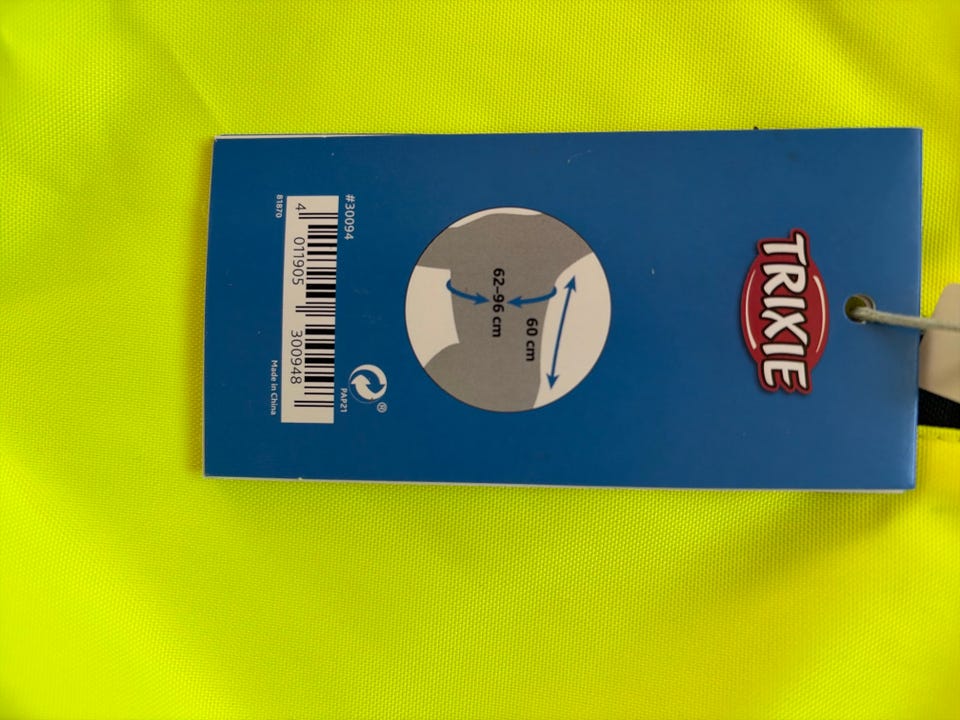 TRIXIE
60 cm
62–96 cm
PAP21
®
#30094
4 011905 300948
81870
Made in China